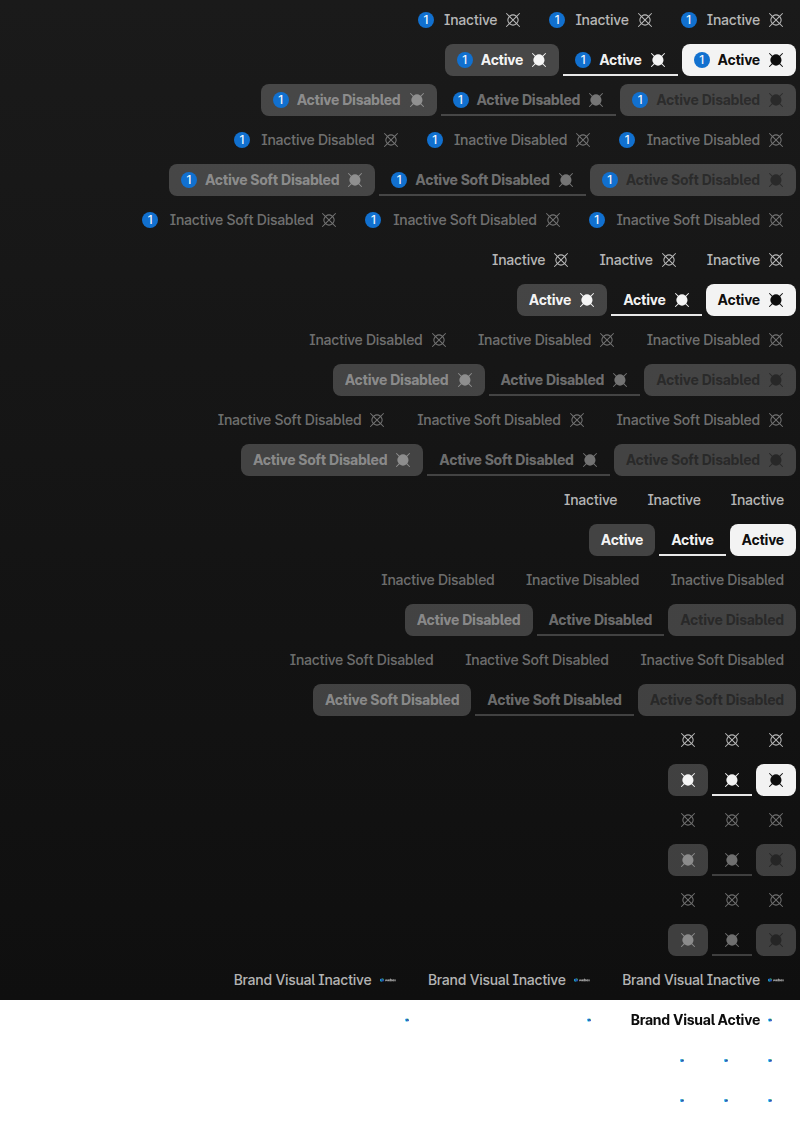 1 Inactive 1 Inactive 1 Inactive
1 Active 1 Active 1 Active
1 Active Disabled 1 Active Disabled 1 Active Disabled
1 Inactive Disabled 1 Inactive Disabled 1 Inactive Disabled
1 Active Soft Disabled 1 Active Soft Disabled 1 Active Soft Disabled
1 Inactive Soft Disabled 1 Inactive Soft Disabled 1 Inactive Soft Disabled
Inactive Inactive Inactive
Active Active Active
Inactive Disabled Inactive Disabled Inactive Disabled
Active Disabled Active Disabled Active Disabled
Inactive Soft Disabled Inactive Soft Disabled Inactive Soft Disabled
Active Soft Disabled Active Soft Disabled Active Soft Disabled
Inactive Inactive Inactive
Active Active Active
Inactive Disabled Inactive Disabled Inactive Disabled
Active Disabled Active Disabled Active Disabled
Inactive Soft Disabled Inactive Soft Disabled Inactive Soft Disabled
Active Soft Disabled Active Soft Disabled Active Soft Disabled
Brand Visual Inactive Brand Visual Inactive Brand Visual Inactive
Brand Visual Active